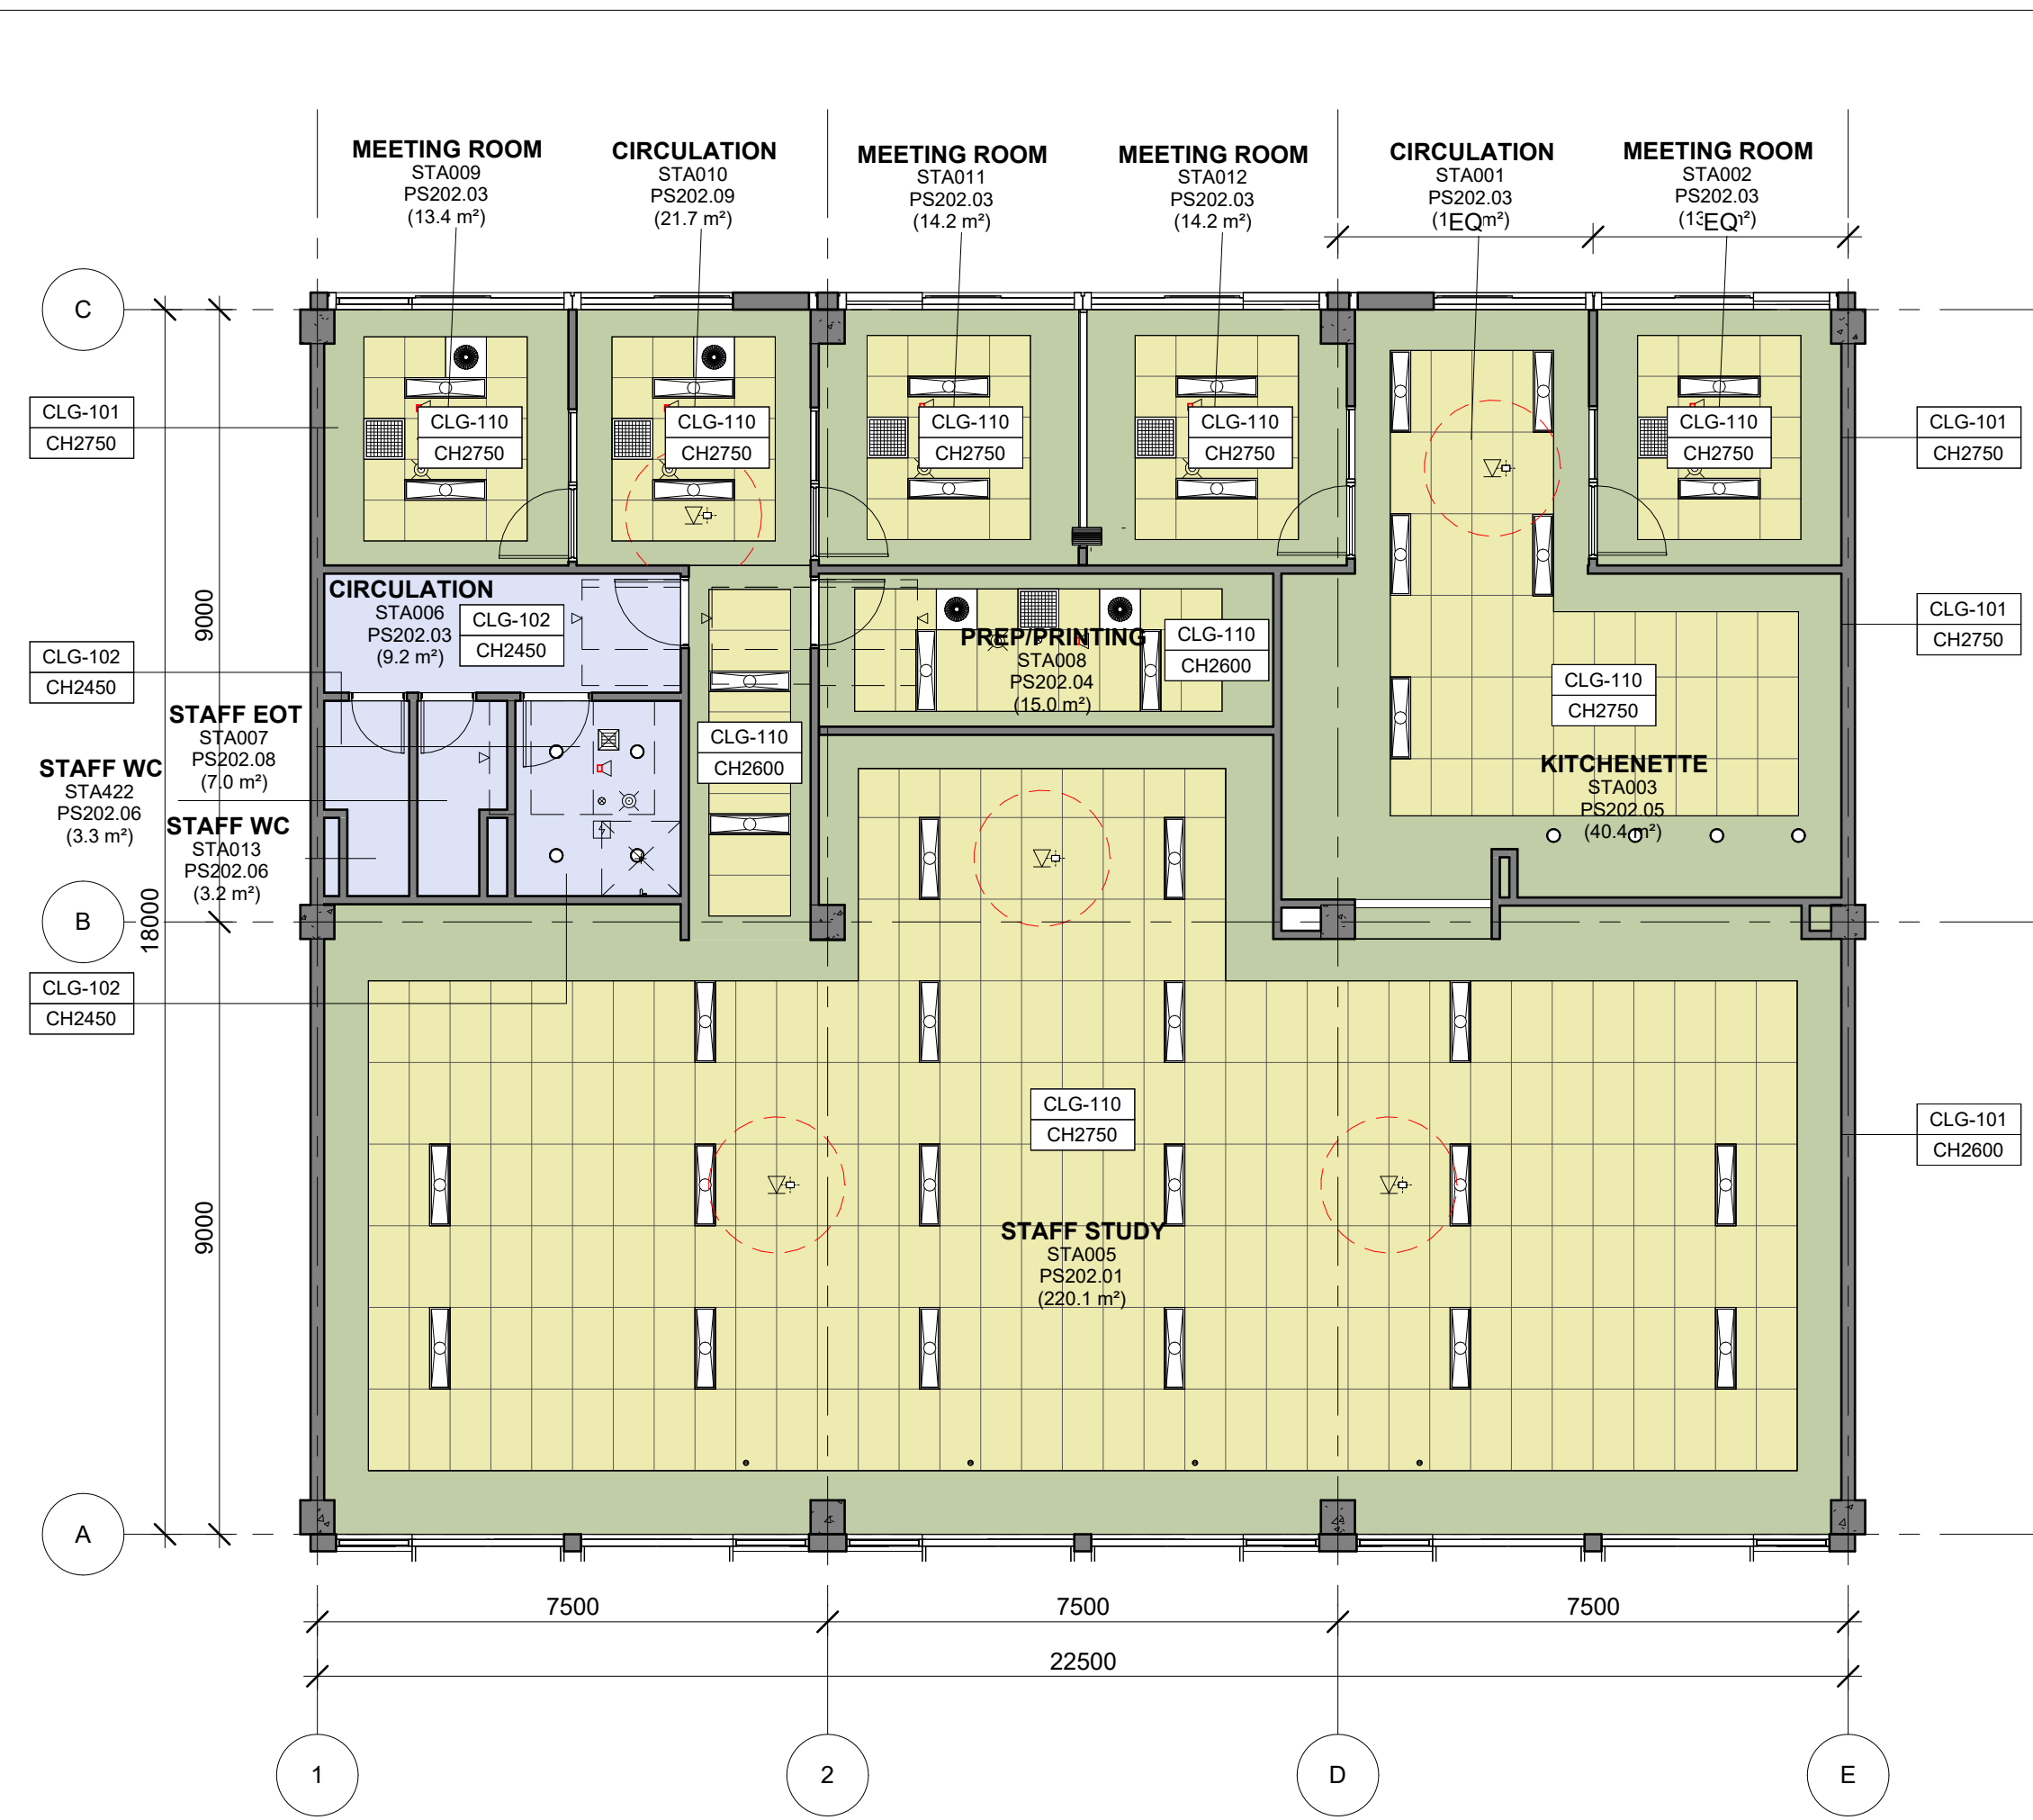 MEETING ROOM
STA009
PS202.03
(13.4 m²)
CIRCULATION
STA010
PS202.09
(21.7 m²)
MEETING ROOM
STA011
PS202.03
(14.2 m²)
MEETING ROOM
STA012
PS202.03
(14.2 m²)
CIRCULATION
STA001
PS202.03
EQ
MEETING ROOM
STA002
PS202.03
EQ
C
CLG-101
CH2750
CLG-110
CH2750
CLG-110
CH2750
CLG-110
CH2750
CLG-110
CH2750
CLG-110
CH2750
CLG-101
CH2750
9000
CIRCULATION
STA006
PS202.03
(9.2 m²)
CLG-102
CH2450
PREP/PRINTING
STA008
PS202.04
(15.0 m²)
CLG-110
CH2600
CLG-101
CH2750
CLG-102
CH2450
CLG-110
CH2750
STAFF EOT
STA007
PS202.08
(7.0 m²)
CLG-110
CH2600
STAFF WC
STA422
PS202.06
(3.3 m²)
KITCHENETTE
STA003
PS202.05
(40.4 m²)
STAFF WC
STA013
PS202.06
(3.2 m²)
B
18000
CLG-102
CH2450
CLG-110
CH2750
CLG-101
CH2600
9000
STAFF STUDY
STA005
PS202.01
(220.1 m²)
A
7500
7500
7500
22500
1
2
D
E